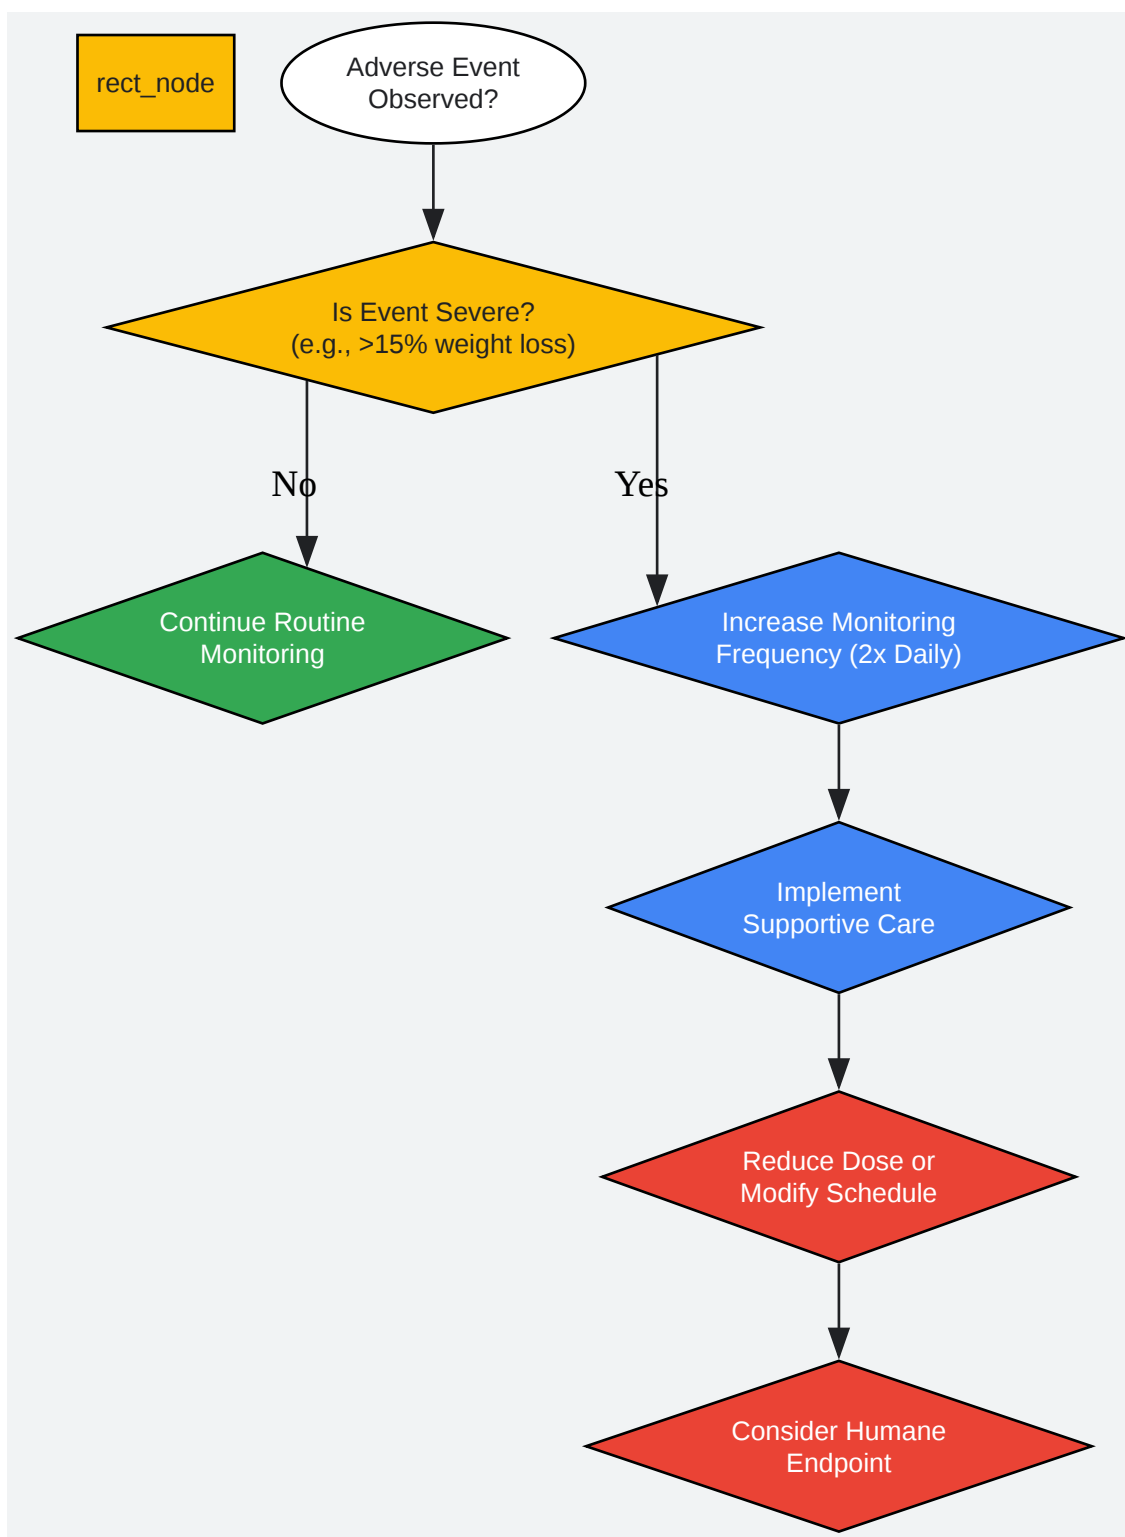 rect_node
Adverse Event
Observed?
Is Event Severe?
(e.g., >15% weight loss)
No
Yes
Continue Routine
Monitoring
Increase Monitoring
Frequency (2x Daily)
Implement
Supportive Care
Reduce Dose or
Modify Schedule
Consider Humane
Endpoint